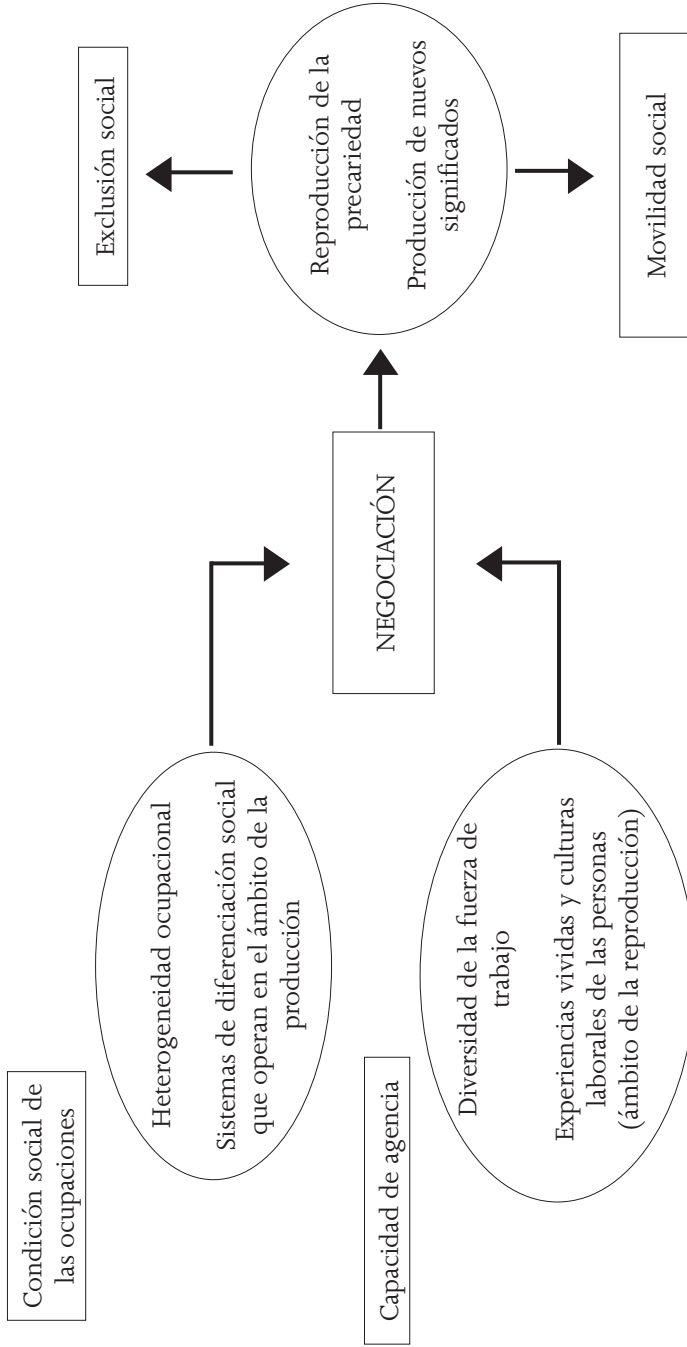 Condición social de
las ocupaciones
Heterogeneidad ocupacional
Sistemas de diferenciación social
que operan en el ámbito de la
producción
Capacidad de agencia
Diversidad de la fuerza de
trabajo
Experiencias vividas y culturas
laborales de las personas
(ámbito de la reproducción)
NEGOCIACIÓN
Exclusión social
Reproducción de la
precariedad
Producción de nuevos
significados
Movilidad social